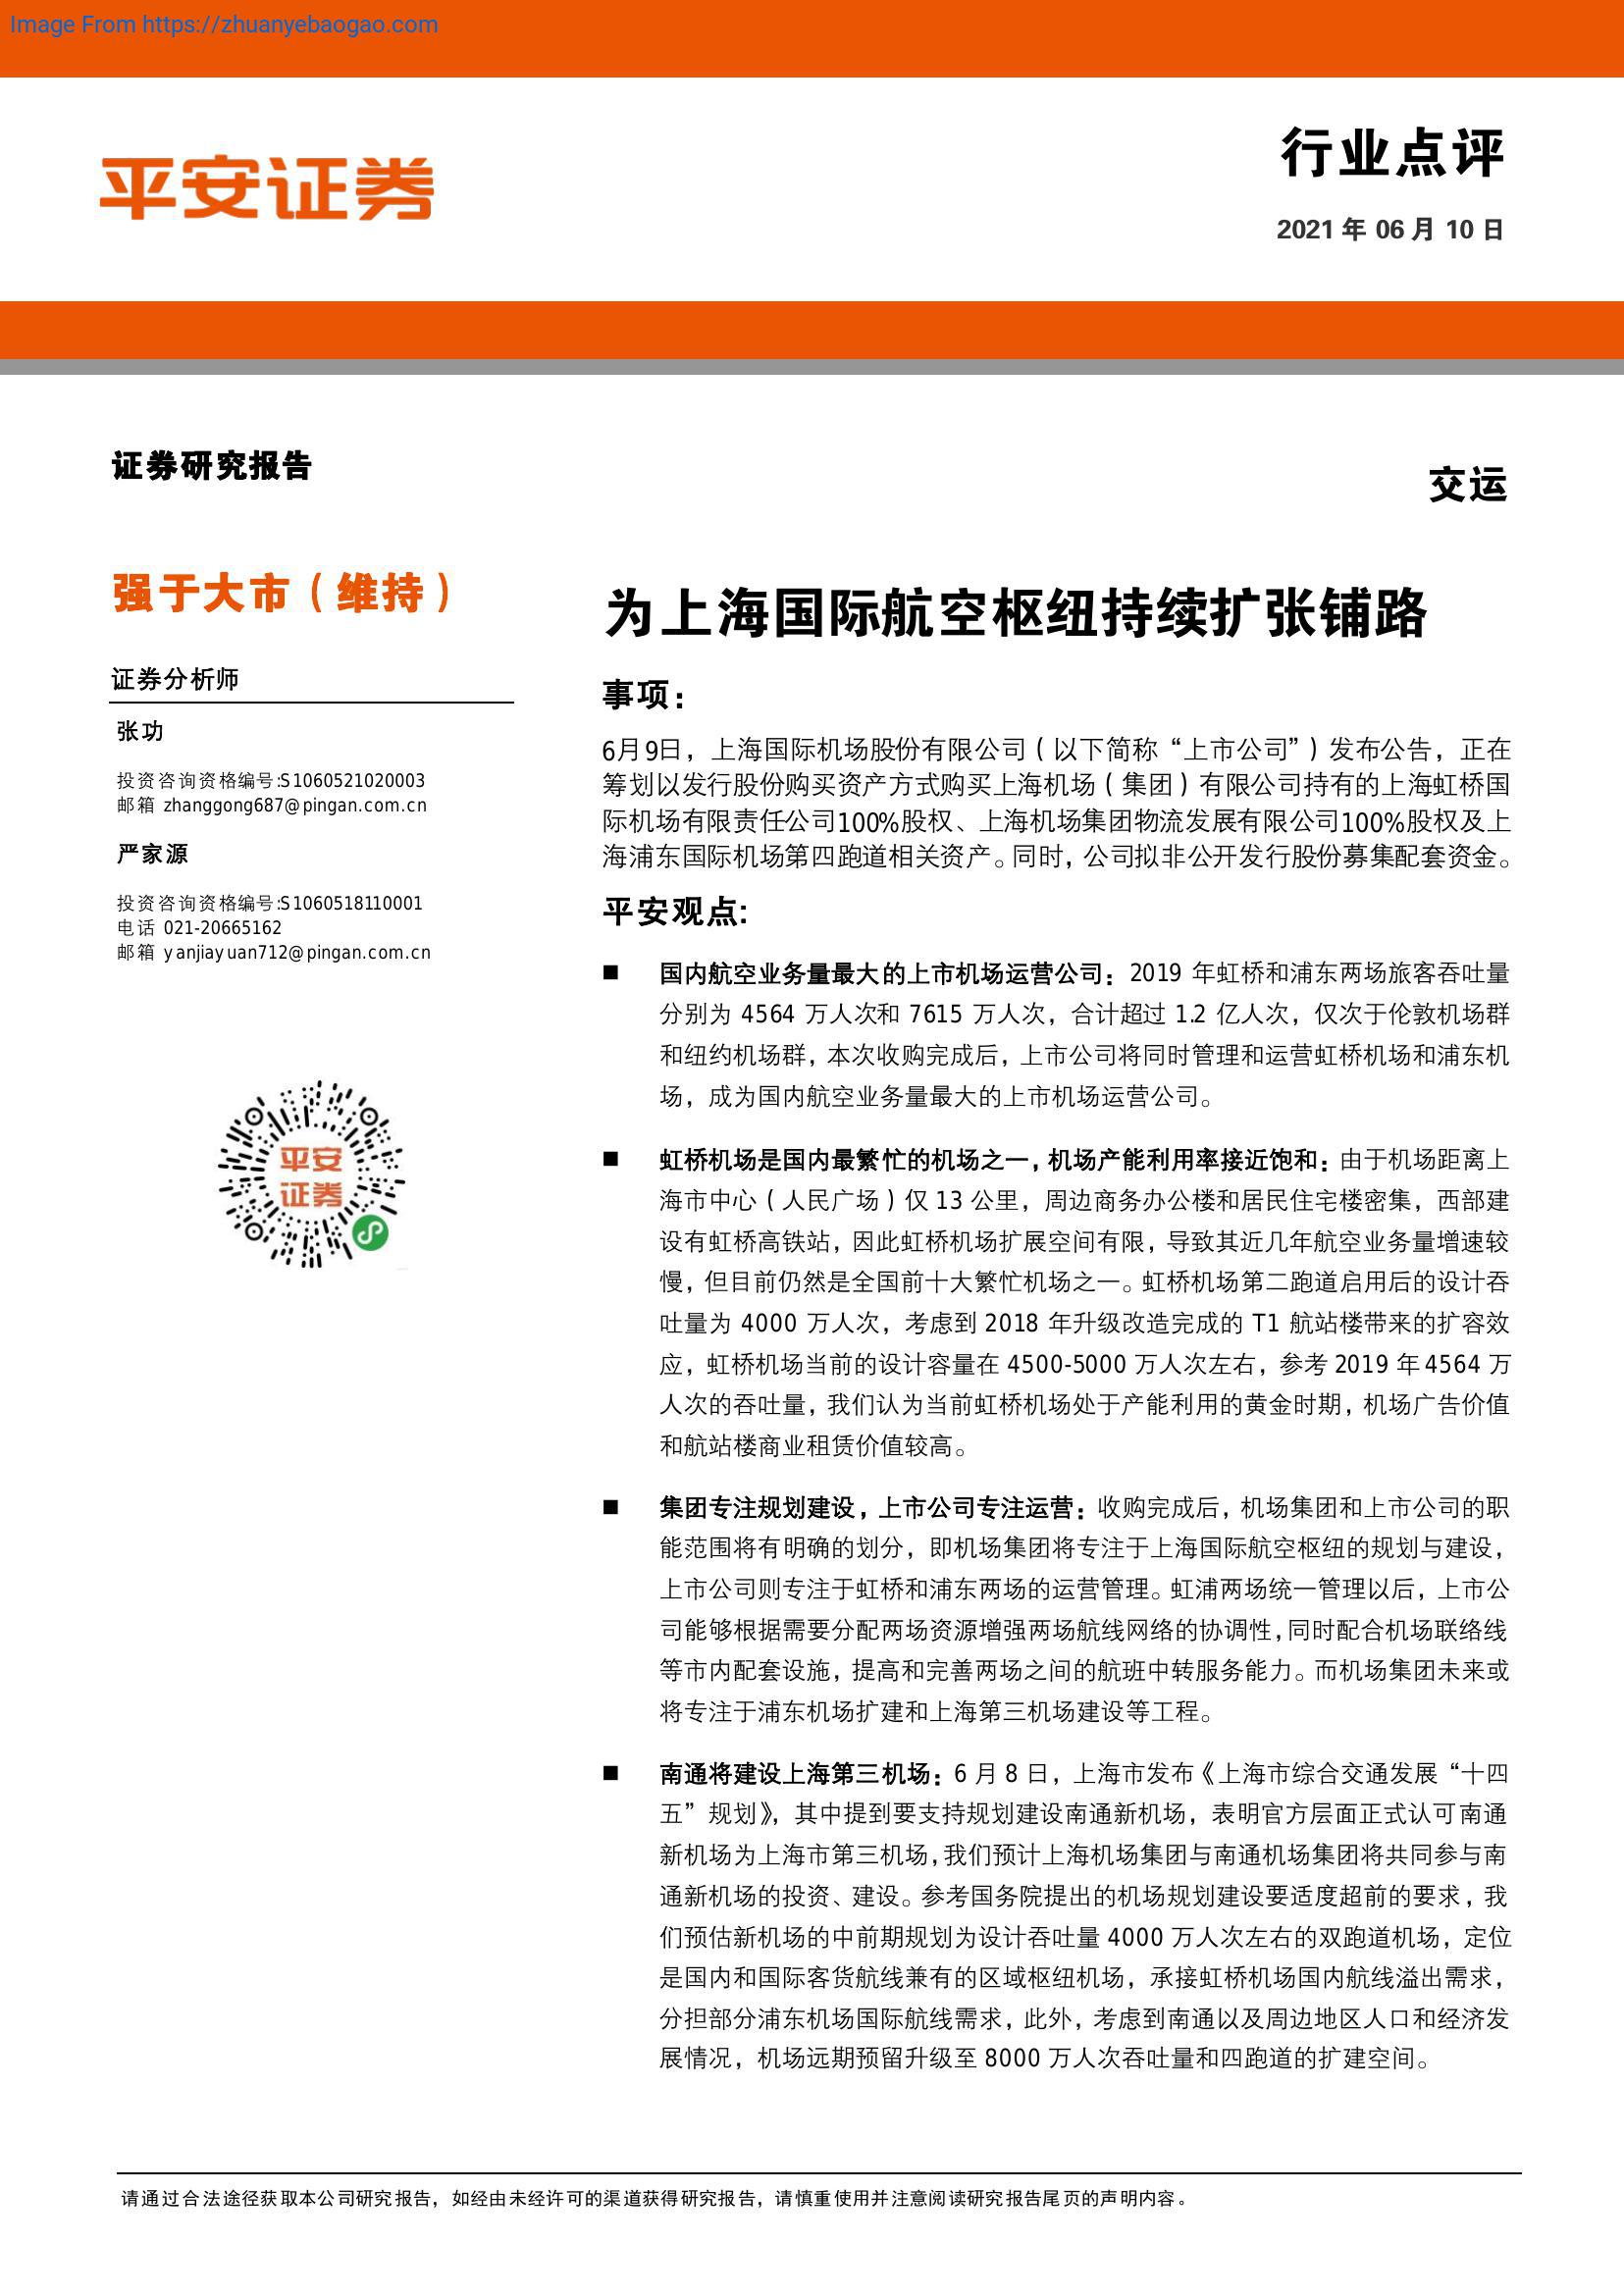 Image From https://zhuanyebaogao.com
平安证券
行业点评
2021 年 06 月 10 日
证券研究报告
交运
强于大市（维持）
证券分析师
张功
投资咨询资格编号:S1060521020003
邮箱 zhanggong687@pingan.com.cn
严家源
投资咨询资格编号:S1060518110001
电话 021-20665162
邮箱 yanjiayuan712@pingan.com.cn
平安
证券
为上海国际航空枢纽持续扩张铺路
事项：
6月9日，上海国际机场股份有限公司（以下简称“上市公司”）发布公告，正在
筹划以发行股份购买资产方式购买上海机场（集团）有限公司持有的上海虹桥国
际机场有限责任公司100%股权、上海机场集团物流发展有限公司100%股权及上
海浦东国际机场第四跑道相关资产。同时，公司拟非公开发行股份募集配套资金。
平安观点:
■ 国内航空业务量最大的上市机场运营公司：2019 年虹桥和浦东两场旅客吞吐量
分别为 4564 万人次和 7615 万人次，合计超过 1.2 亿人次，仅次于伦敦机场群
和纽约机场群，本次收购完成后，上市公司将同时管理和运营虹桥机场和浦东机
场，成为国内航空业务量最大的上市机场运营公司。
■ 虹桥机场是国内最繁忙的机场之一，机场产能利用率接近饱和：由于机场距离上
海市中心（人民广场）仅 13 公里，周边商务办公楼和居民住宅楼密集，西部建
设有虹桥高铁站，因此虹桥机场扩展空间有限，导致其近几年航空业务量增速较
慢，但目前仍然是全国前十大繁忙机场之一。虹桥机场第二跑道启用后的设计吞
吐量为 4000 万人次，考虑到 2018 年升级改造完成的 T1 航站楼带来的扩容效
应，虹桥机场当前的设计容量在 4500-5000 万人次左右，参考 2019 年 4564 万
人次的吞吐量，我们认为当前虹桥机场处于产能利用的黄金时期，机场广告价值
和航站楼商业租赁价值较高。
■ 集团专注规划建设，上市公司专注运营：收购完成后，机场集团和上市公司的职
能范围将有明确的划分，即机场集团将专注于上海国际航空枢纽的规划与建设，
上市公司则专注于虹桥和浦东两场的运营管理。虹浦两场统一管理以后，上市公
司能够根据需要分配两场资源增强两场航线网络的协调性，同时配合机场联络线
等市内配套设施，提高和完善两场之间的航班中转服务能力。而机场集团未来或
将专注于浦东机场扩建和上海第三机场建设等工程。
■ 南通将建设上海第三机场：6 月 8 日，上海市发布《上海市综合交通发展“十四
五”规划》，其中提到要支持规划建设南通新机场，表明官方层面正式认可南通
新机场为上海市第三机场，我们预计上海机场集团与南通机场集团将共同参与南
通新机场的投资、建设。参考国务院提出的机场规划建设要适度超前的要求，我
们预估新机场的中前期规划为设计吞吐量 4000 万人次左右的双跑道机场，定位
是国内和国际客货航线兼有的区域枢纽机场，承接虹桥机场国内航线溢出需求，
分担部分浦东机场国际航线需求，此外，考虑到南通以及周边地区人口和经济发
展情况，机场远期预留升级至 8000 万人次吞吐量和四跑道的扩建空间。
请通过合法途径获取本公司研究报告，如经由未经许可的渠道获得研究报告，请慎重使用并注意阅读研究报告尾页的声明内容。